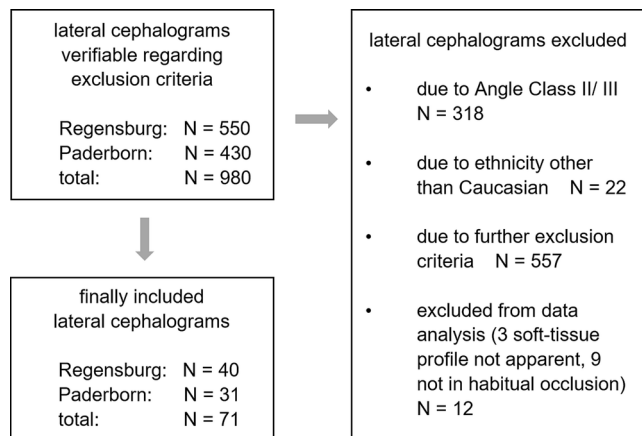 lateral cephalograms
verifiable regarding
exclusion criteria
Regensburg: N = 550
Paderborn: N = 430
total: N = 980
finally included
lateral cephalograms
Regensburg: N = 40
Paderborn: N = 31
total: N = 71
lateral cephalograms excluded
• due to Angle Class II/ III
N = 318
• due to ethnicity other
than Caucasian N = 22
• due to further exclusion
criteria N = 557
• excluded from data
analysis (3 soft-tissue
profile not apparent, 9
not in habitual occlusion)
N = 12